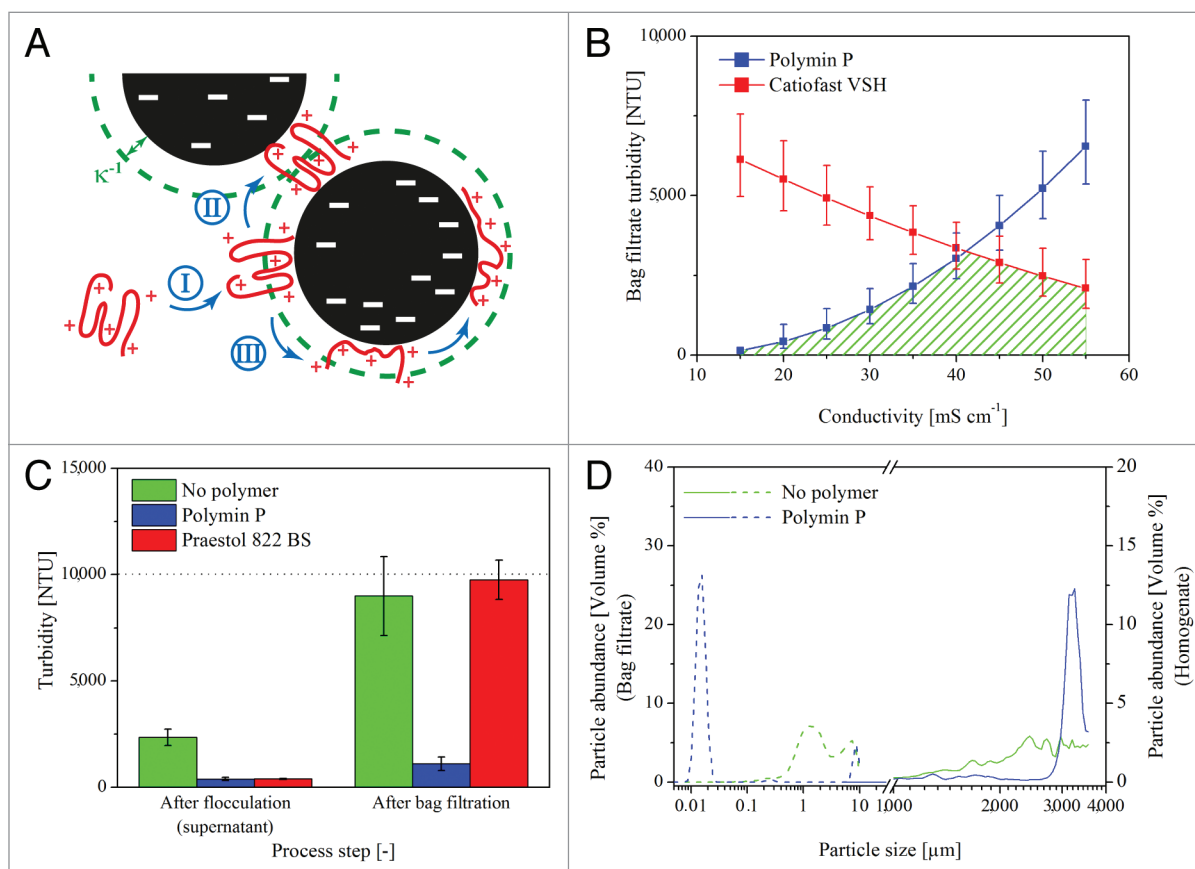 A
κ⁻¹
II
I
III
+
-
B
10,000
5,000
0
10
20
30
40
50
60
Bag filtrate turbidity [NTU]
Conductivity [mS cm⁻¹]
Polymin P
Catiofast VSH
C
15,000
10,000
5,000
0
Turbidity [NTU]
No polymer
Polymin P
Praestol 822 BS
After flocculation
(supernatant)
After bag filtration
Process step [-]
D
40
35
30
25
20
15
10
5
0
Particle abundance [Volume %]
(Bag filtrate)
No polymer
Polymin P
20
15
10
5
0
Particle abundance [Volume %]
(Homogenate)
0.01
0.1
1
10
1,000
2,000
3,000
4,000
Particle size [µm]